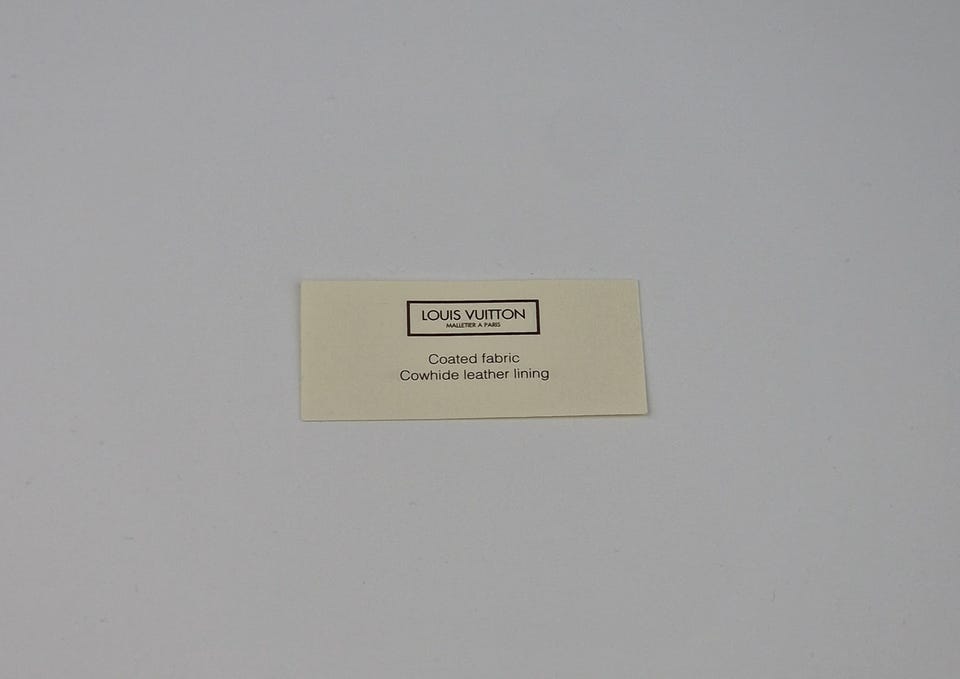 LOUIS VUITTON
MALLETIER A PARIS
Coated fabric
Cowhide leather lining